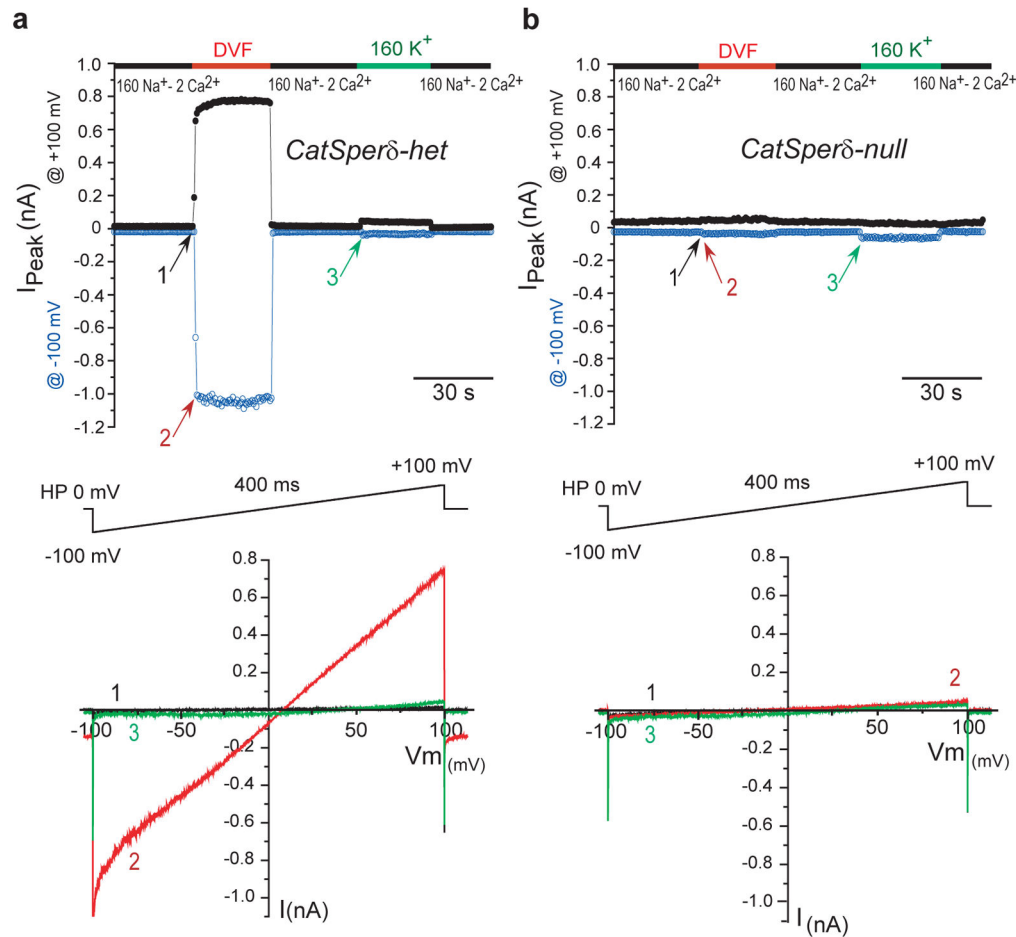 a
DVF
160 K+
160 Na+- 2 Ca2+
160 Na+- 2 Ca2+
160 Na+- 2 Ca2+
1.0
0.8
0.6
0.4
0.2
0
-0.2
-0.4
-0.6
-0.8
-1.0
-1.2
@ +100 mV
IPeak(nA)
@ -100 mV
CatSperδ-het
1
2
3
30 s
HP 0 mV
400 ms
+100 mV
-100 mV
0.8
0.6
0.4
0.2
1
3
-100
-50
50
100
Vm(mV)
-0.2
-0.4
-0.6
-0.8
-1.0
2
I(nA)
b
DVF
160 K+
160 Na+- 2 Ca2+
160 Na+- 2 Ca2+
160 Na+- 2 Ca2+
1.0
0.8
0.6
0.4
0.2
0
-0.2
-0.4
-0.6
-0.8
-1.0
-1.2
@ +100 mV
IPeak(nA)
@ -100 mV
CatSperδ-null
1
2
3
30 s
HP 0 mV
400 ms
+100 mV
-100 mV
0.8
0.6
0.4
0.2
1
2
3
-100
-50
50
100
Vm(mV)
-0.2
-0.4
-0.6
-0.8
-1.0
I(nA)